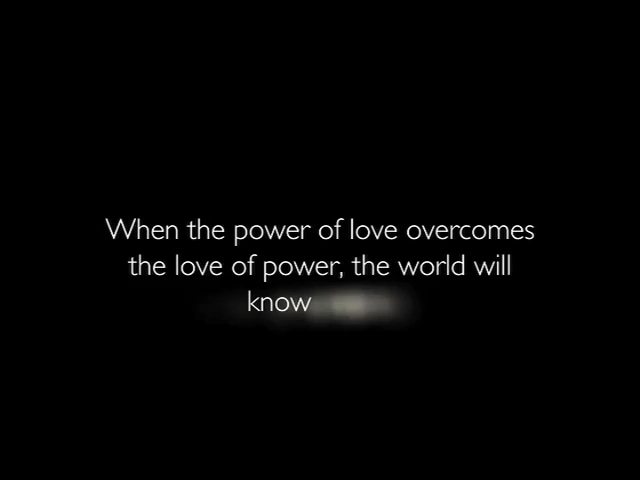 When the power of love overcomes
the love of power, the world will
know